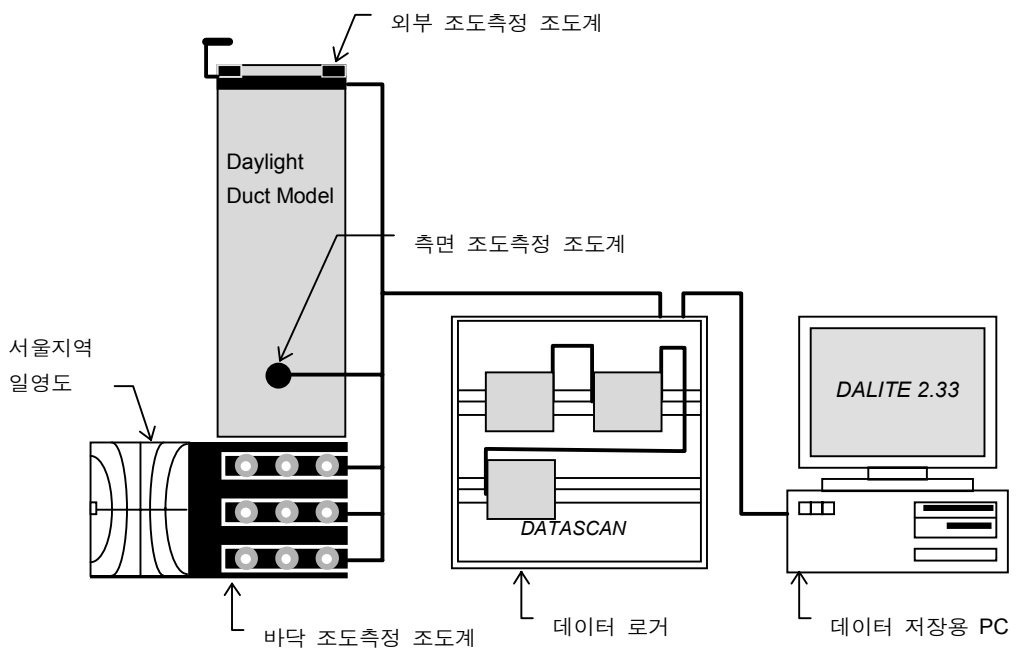 외부 조도측정 조도계
Daylight
Duct Model
측면 조도측정 조도계
서울지역
일영도
DALITE 2.33
DATASCAN
바닥 조도측정 조도계
데이터 로거
데이터 저장용 PC